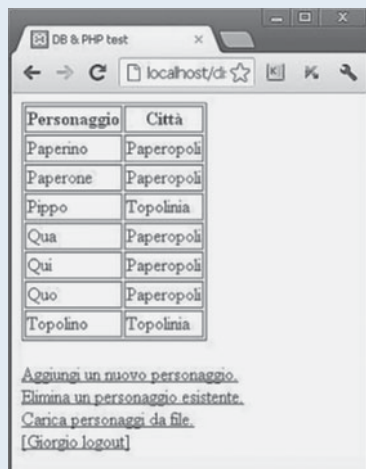 DB & PHP test
localhost/di
Personaggio Città
Paperino Paperopoli
Paperone Paperopoli
Pippo Topolinia
Qua Paperopoli
Qui Paperopoli
Quo Paperopoli
Topolino Topolinia
Aggiungi un nuovo personaggio.
Elimina un personaggio esistente.
Carica personaggi da file.
[Giorgio logout]